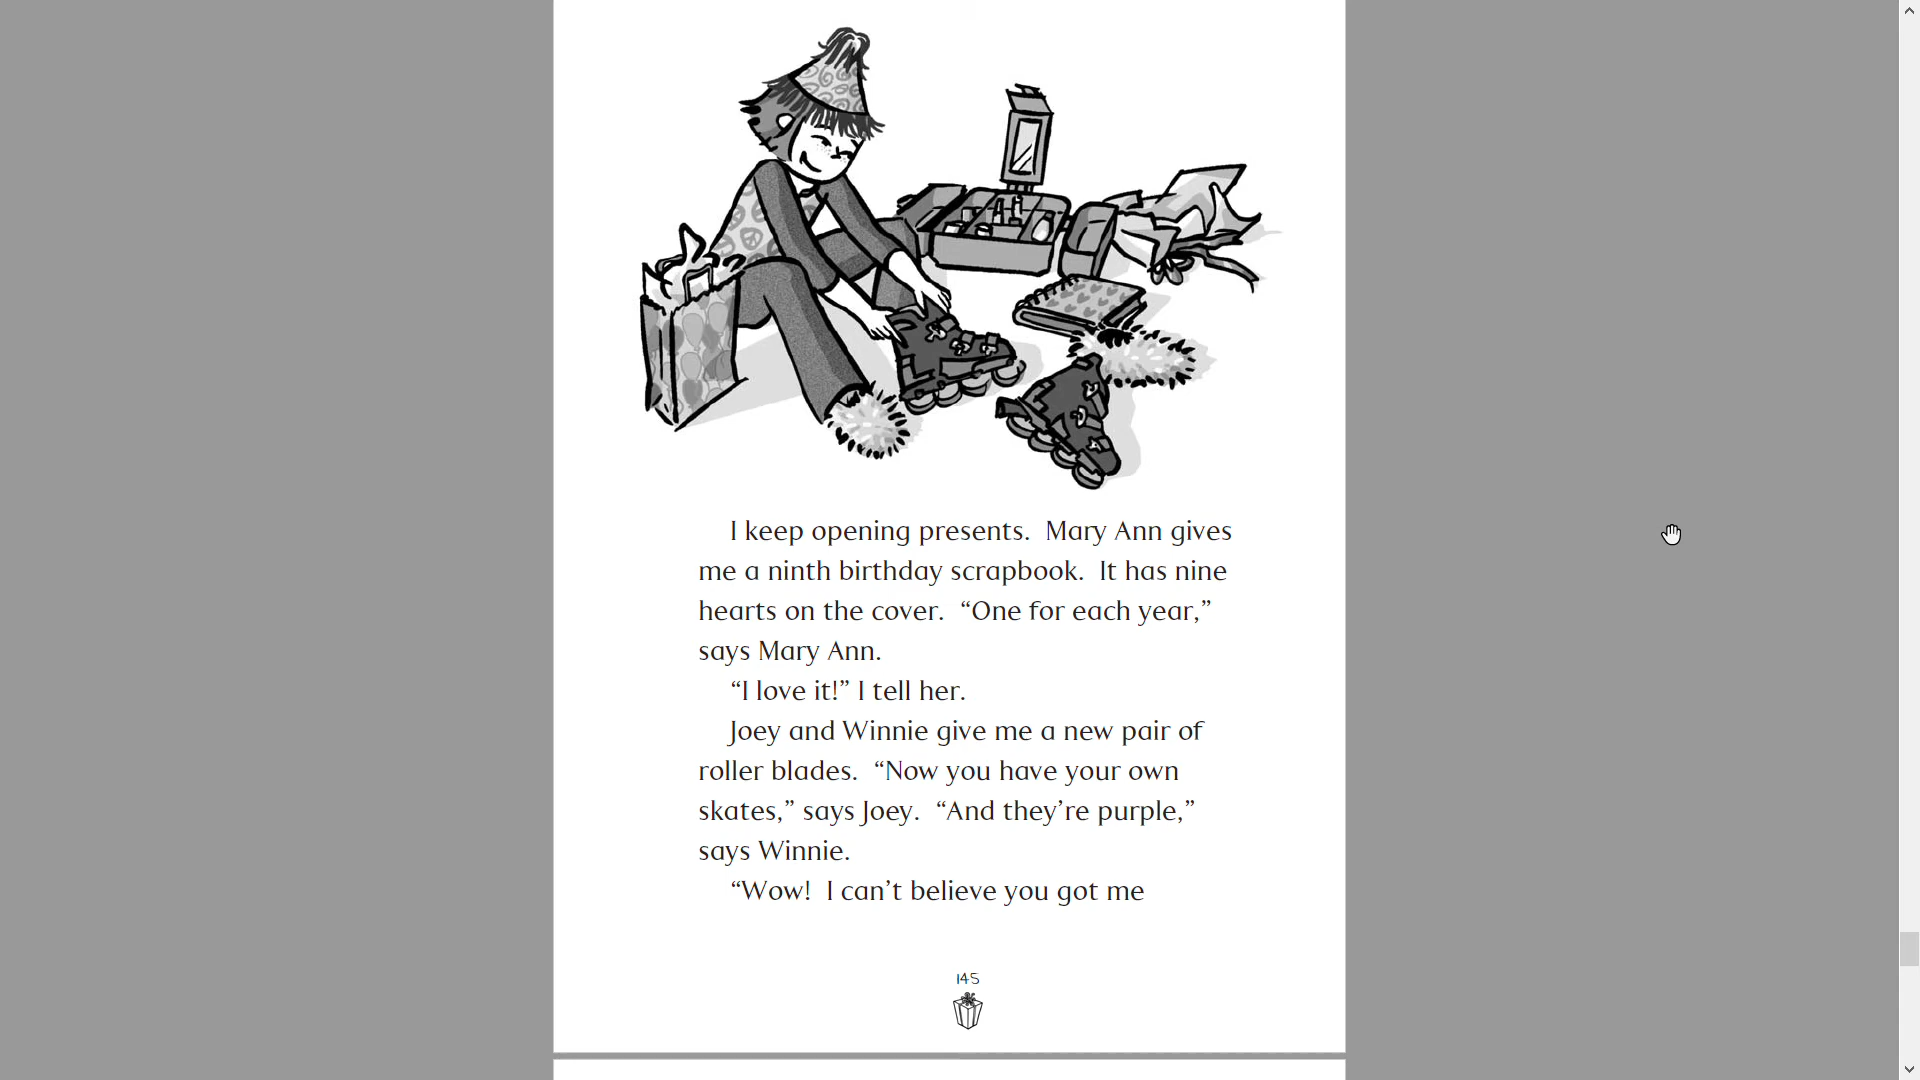 I keep opening presents.  Mary Ann gives
me a ninth birthday scrapbook.  It has nine
hearts on the cover.  “One for each year,”
says Mary Ann.
“I love it!” I tell her.
Joey and Winnie give me a new pair of
roller blades.  “Now you have your own
skates,” says Joey.  “And they’re purple,”
says Winnie.
“Wow!  I can’t believe you got me
145